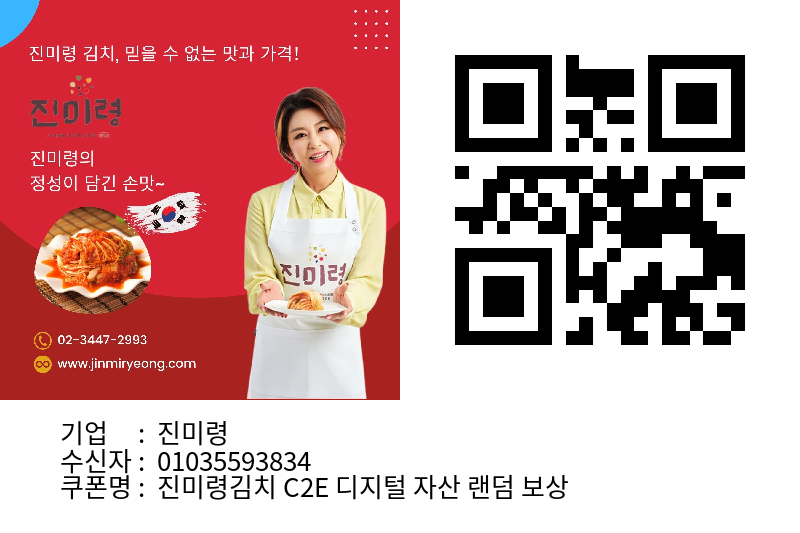 진미령 김치, 믿을 수 없는 맛과 가격!
진미령
진미령의
정성이 담긴 손맛~
진미령
02-3447-2993
www.jinmiryeong.com
기업 : 진미령
수신자 : 01035593834
쿠폰명 : 진미령김치 C2E 디지털 자산 랜덤 보상